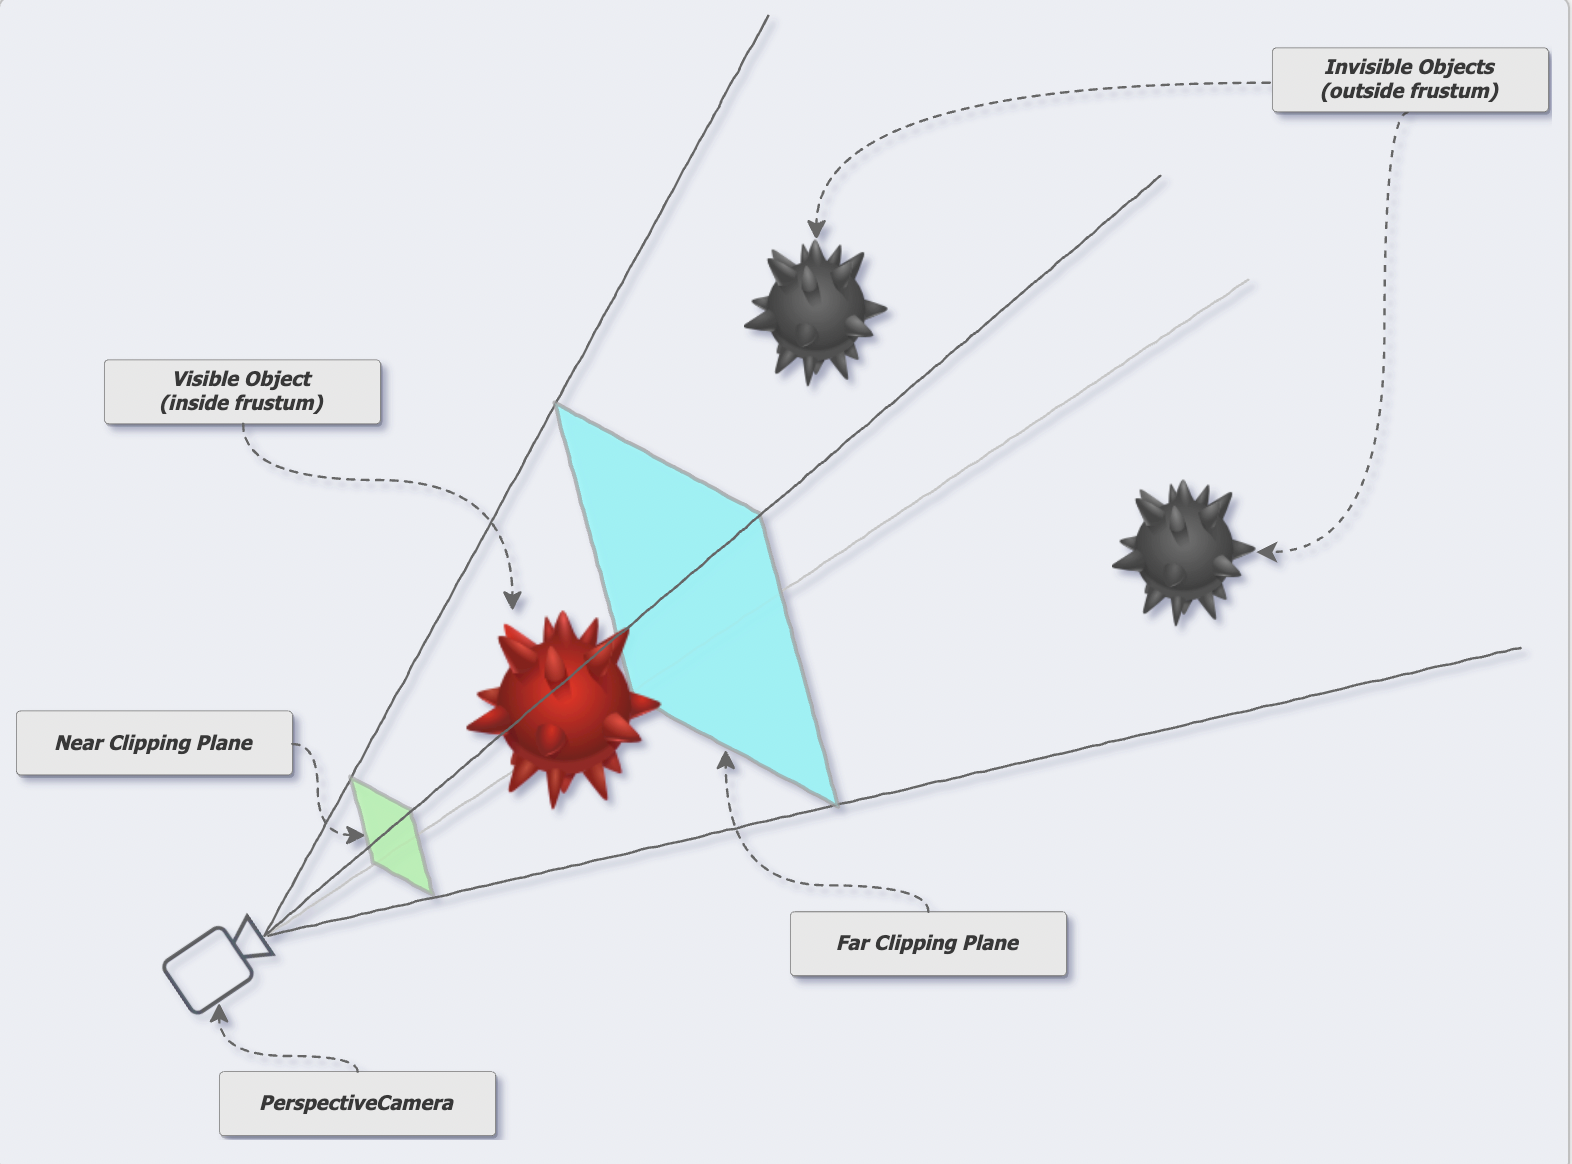 Invisible Objects
(outside frustum)
Visible Object
(inside frustum)
Near Clipping Plane
Far Clipping Plane
PerspectiveCamera